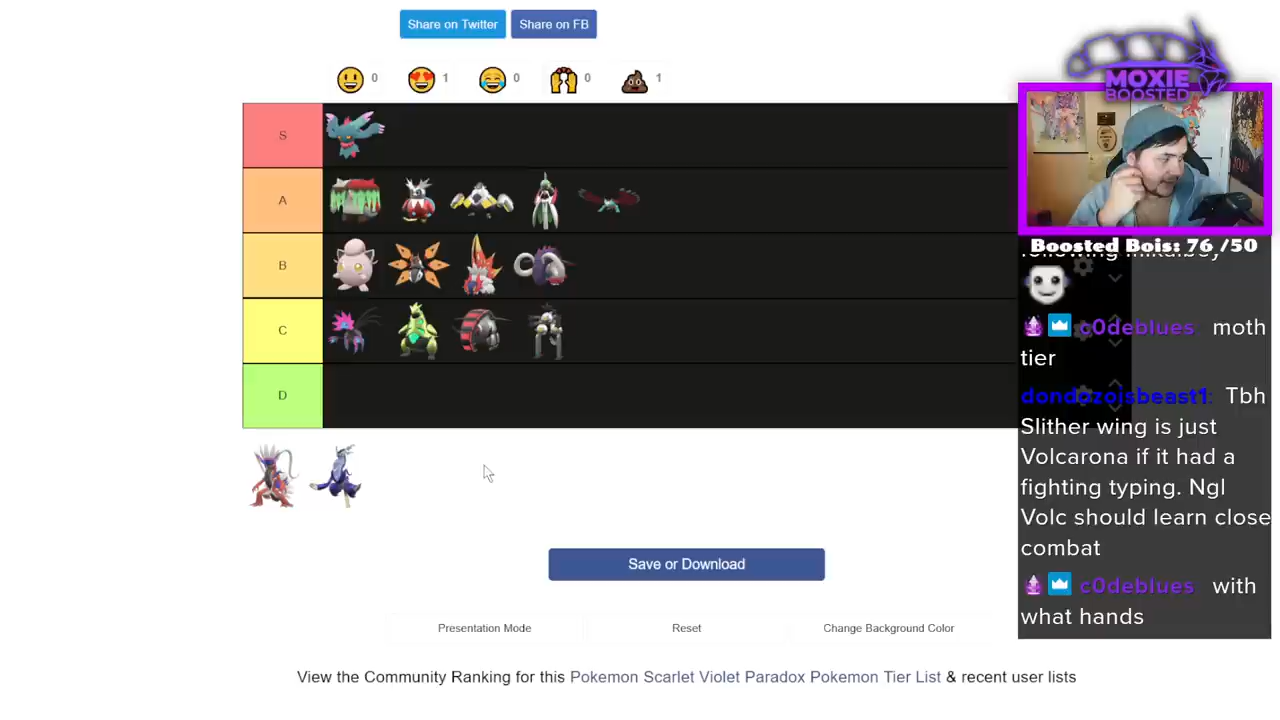 Share on Twitter
Share on FB
0
1
0
0
1
S
A
B
C
D
Save or Download
Presentation Mode
Reset
Change Background Color
View the Community Ranking for this Pokemon Scarlet Violet Paradox Pokemon Tier List & recent user lists
MOXIE
BOOSTED
Boosted Bois: 76 /50
following
c0deblues: moth
tier
dondozoisbeast1: Tbh
Slither wing is just
Volcarona if it had a
fighting typing. Ngl
Volc should learn close
combat
c0deblues: with
what hands